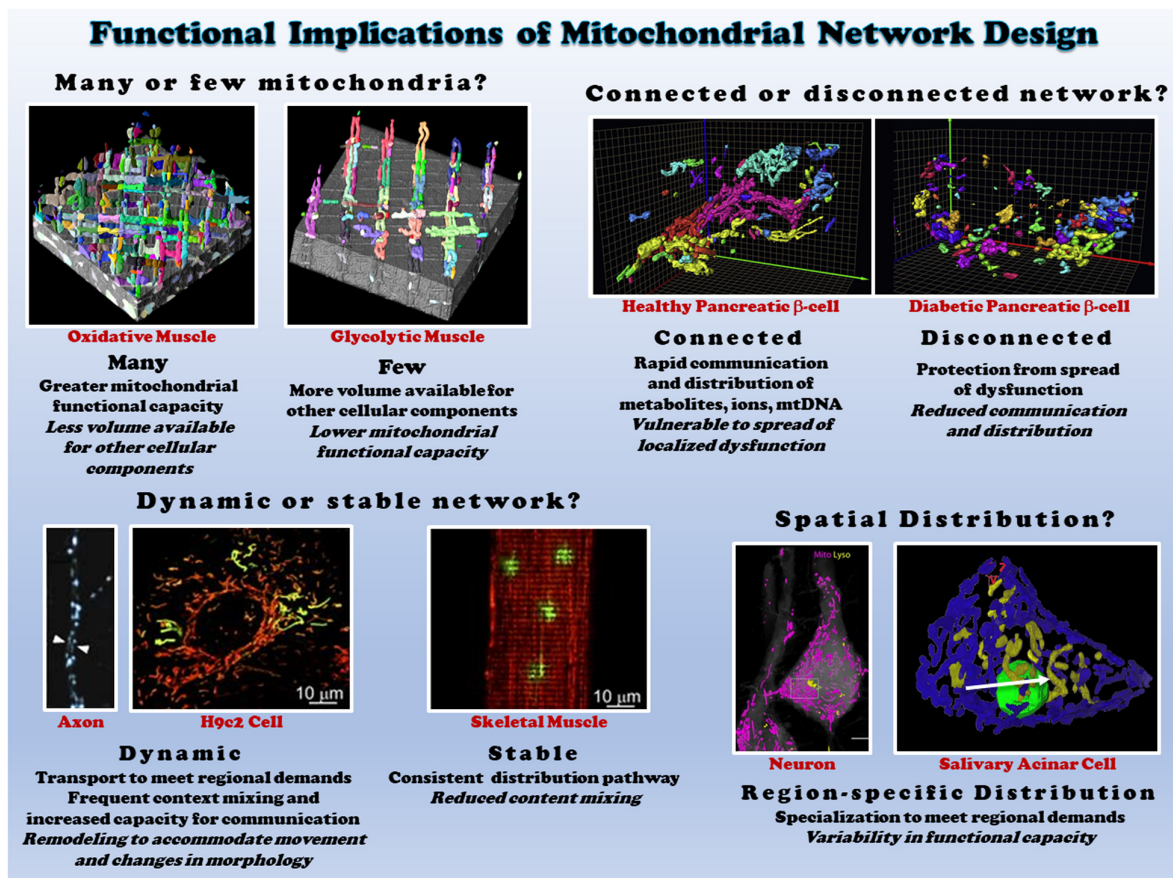 Functional Implications of Mitochondrial Network Design
Many or few mitochondria?
Oxidative Muscle
Many
Greater mitochondrial
functional capacity
Less volume available
for other cellular
components
Glycolytic Muscle
Few
More volume available for
other cellular components
Lower mitochondrial
functional capacity
Connected or disconnected network?
Healthy Pancreatic β-cell
Connected
Rapid communication
and distribution of
metabolites, ions, mtDNA
Vulnerable to spread of
localized dysfunction
Diabetic Pancreatic β-cell
Disconnected
Protection from spread
of dysfunction
Reduced communication
and distribution
Dynamic or stable network?
Axon
10 μm
H9c2 Cell
Dynamic
Transport to meet regional demands
Frequent context mixing and
increased capacity for communication
Remodeling to accommodate movement
and changes in morphology
10 μm
Skeletal Muscle
Stable
Consistent distribution pathway
Reduced content mixing
Spatial Distribution?
Mito Lyso
Neuron
Salivary Acinar Cell
Region-specific Distribution
Specialization to meet regional demands
Variability in functional capacity